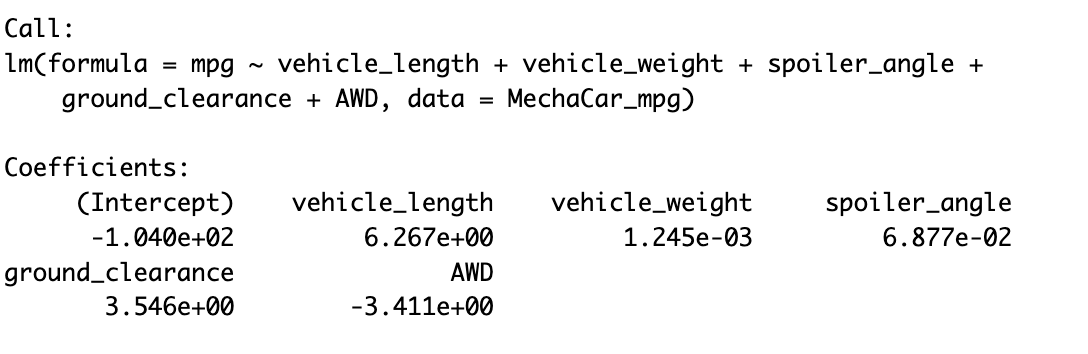 Call:
lm(formula = mpg ~ vehicle_length + vehicle_weight + spoiler_angle +
    ground_clearance + AWD, data = MechaCar_mpg)

Coefficients:
     (Intercept)    vehicle_length    vehicle_weight     spoiler_angle
      -1.040e+02         6.267e+00         1.245e-03         6.877e-02
ground_clearance               AWD
       3.546e+00        -3.411e+00